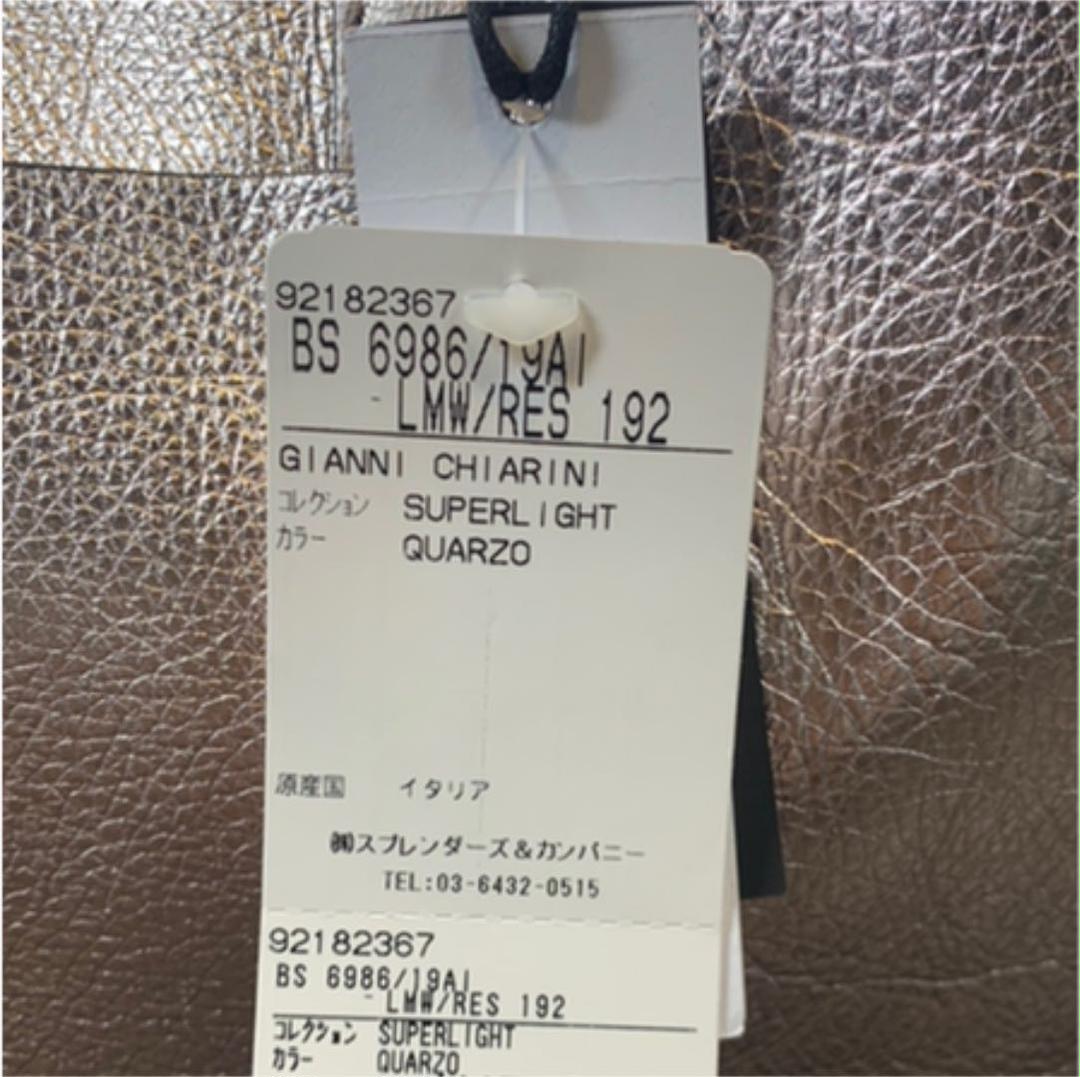 92182367
BS 6986/19AI
-LMW/RES 192
GIANNI CHIARINI
コレクション SUPERLIGHT
カラー QUARZO
原産国 イタリア
㈱スプレンダーズ&カンパニー
TEL:03-6432-0515
92182367
BS 6986/19AI
-LMW/RES 192
コレクション SUPERLIGHT
カラー QUARZO